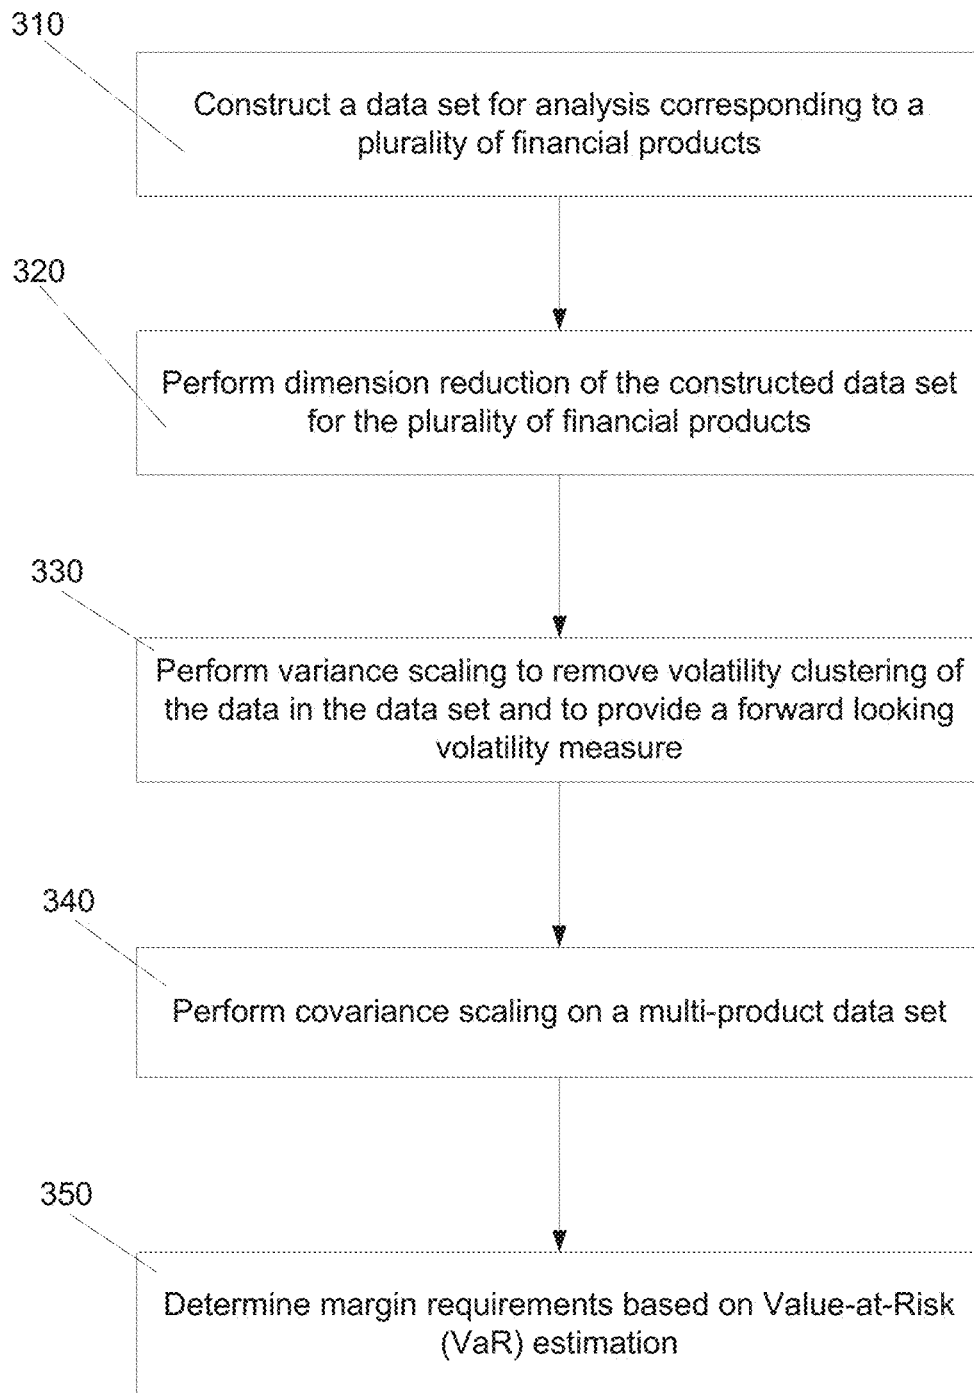 310
Construct a data set for analysis corresponding to a
plurality of financial products
320
Perform dimension reduction of the constructed data set
for the plurality of financial products
330
Perform variance scaling to remove volatility clustering of
the data in the data set and to provide a forward looking
volatility measure
340
Perform covariance scaling on a multi-product data set
350
Determine margin requirements based on Value-at-Risk
(VaR) estimation